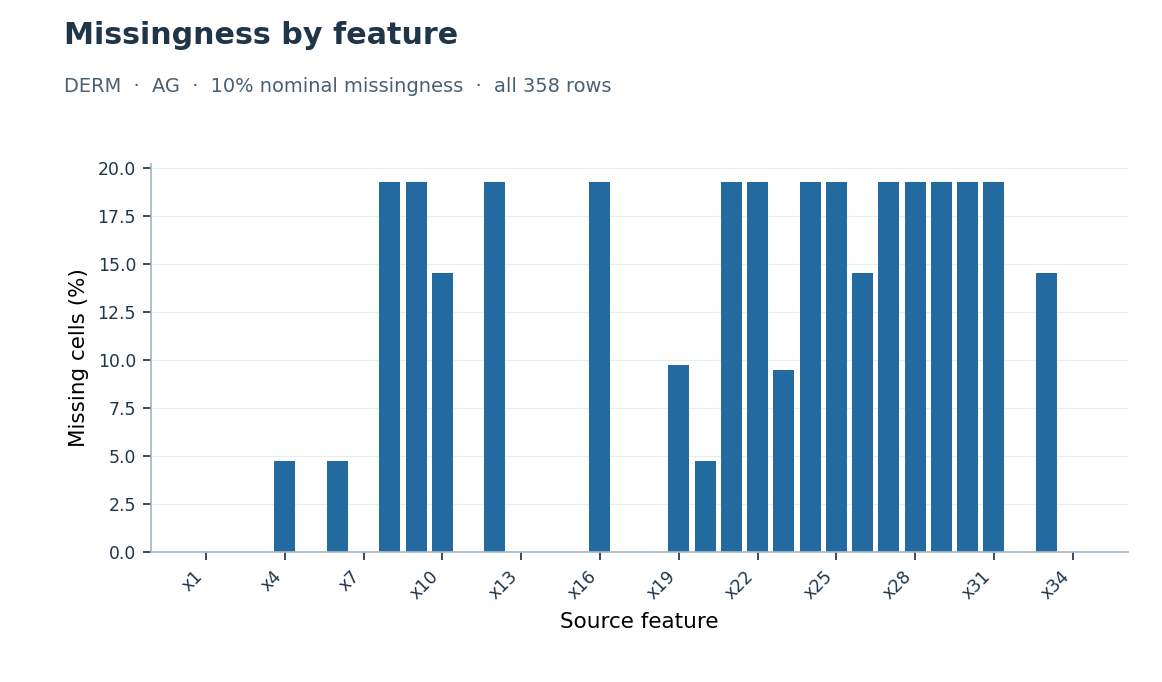 Missingness by feature
DERM · AG · 10% nominal missingness · all 358 rows
Missing cells (%)
20.0
17.5
15.0
12.5
10.0
7.5
5.0
2.5
0.0
x1 x4 x7 x10 x13 x16 x19 x22 x25 x28 x31 x34
Source feature